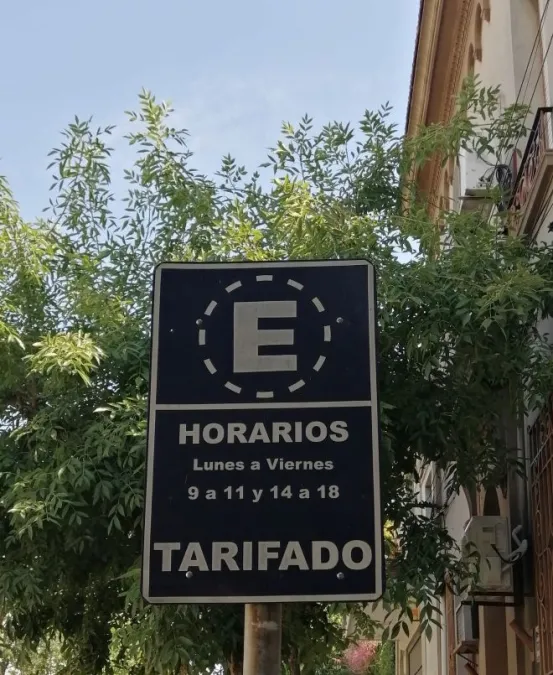 E
HORARIOS
Lunes a Viernes
9 a 11 y 14 a 18
TARIFADO